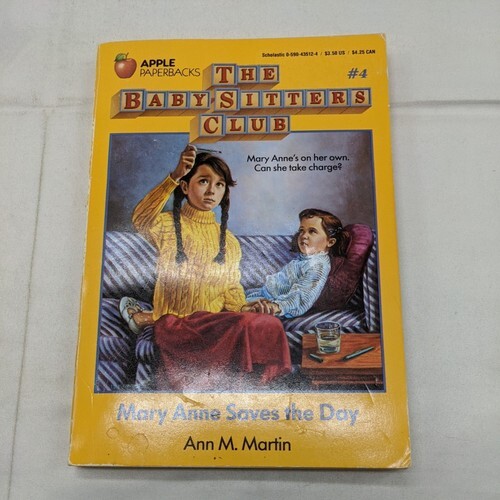 APPLE
PAPERBACKS
Scholastic 0-590-43512-4 / $3.50 US / $4.25 CAN
#4
THE
BABY-SITTERS
CLUB
Mary Anne's on her own.
Can she take charge?
Mary Anne Saves the Day
Ann M. Martin